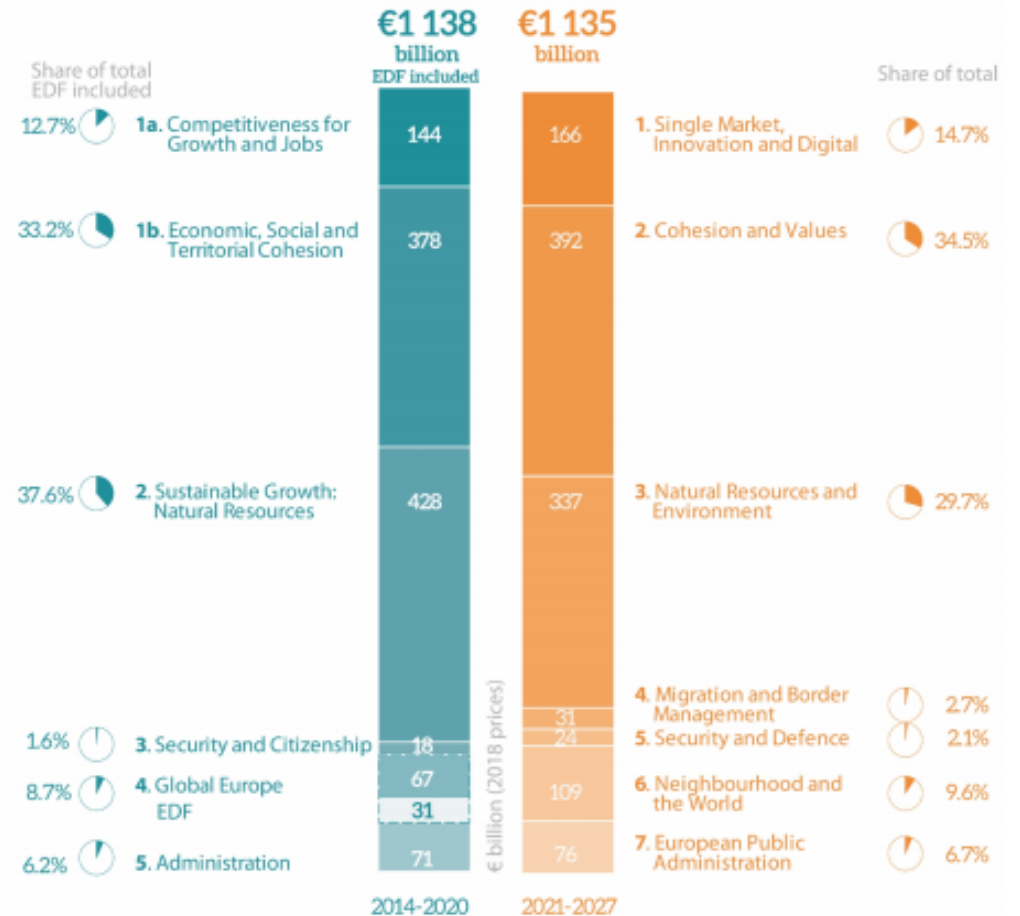 €1 138
billion
EDF included
€1 135
billion
Share of total
EDF included
Share of total
12.7%
1a. Competitiveness for
Growth and Jobs
144
166
1. Single Market,
Innovation and Digital
14.7%
33.2%
1b. Economic, Social and
Territorial Cohesion
378
392
2. Cohesion and Values
34.5%
37.6%
2. Sustainable Growth:
Natural Resources
428
337
3. Natural Resources and
Environment
29.7%
31
4. Migration and Border
Management
2.7%
1.6%
3. Security and Citizenship
18
24
5. Security and Defence
2.1%
8.7%
4. Global Europe
EDF
67
31
109
6. Neighbourhood and
the World
9.6%
6.2%
5. Administration
71
76
7. European Public
Administration
6.7%
€ billion (2018 prices)
2014-2020
2021-2027